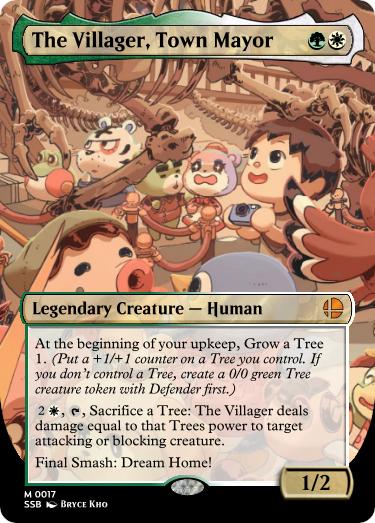 The Villager, Town Mayor
Legendary Creature — Human
At the beginning of your upkeep, Grow a Tree
1. (Put a +1/+1 counter on a Tree you control. If
you don't control a Tree, create a 0/0 green Tree
creature token with Defender first.)
2 , , Sacrifice a Tree: The Villager deals
damage equal to that Trees power to target
attacking or blocking creature.
Final Smash: Dream Home!
1/2
M 0017
SSB Bryce Kho